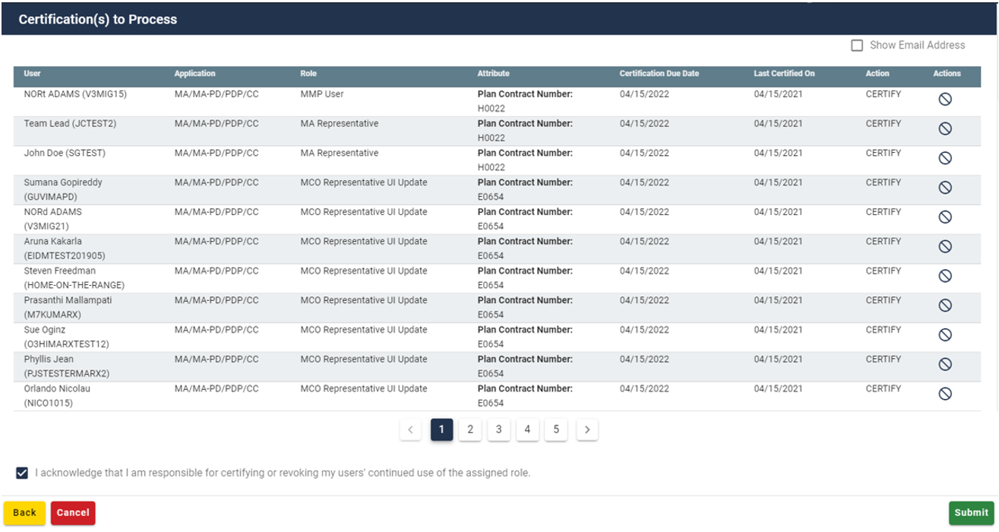 Certification(s) to Process
Show Email Address
User Application Role Attribute Certification Due Date Last Certified On Action Actions
NORt ADAMS (V3MIG15) MA/MA-PD/PDP/CC MMP User Plan Contract Number: 04/15/2022 04/15/2021 CERTIFY
H0022
Team Lead (JCTEST2) MA/MA-PD/PDP/CC MA Representative Plan Contract Number: 04/15/2022 04/15/2021 CERTIFY
H0022
John Doe (SGTEST) MA/MA-PD/PDP/CC MA Representative Plan Contract Number: 04/15/2022 04/15/2021 CERTIFY
H0022
Sumana Gopireddy MA/MA-PD/PDP/CC MCO Representative UI Update Plan Contract Number: 04/15/2022 04/15/2021 CERTIFY
(GUVIMAPD) E0654
NORd ADAMS MA/MA-PD/PDP/CC MCO Representative UI Update Plan Contract Number: 04/15/2022 04/15/2021 CERTIFY
(V3MIG21) E0654
Aruna Kakarla MA/MA-PD/PDP/CC MCO Representative UI Update Plan Contract Number: 04/15/2022 04/15/2021 CERTIFY
(EIDMTEST201905) E0654
Steven Freedman MA/MA-PD/PDP/CC MCO Representative UI Update Plan Contract Number: 04/15/2022 04/15/2021 CERTIFY
(HOME-ON-THE-RANGE) E0654
Prasanthi Mallampati MA/MA-PD/PDP/CC MCO Representative UI Update Plan Contract Number: 04/15/2022 04/15/2021 CERTIFY
(M7KUMARX) E0654
Sue Oginz MA/MA-PD/PDP/CC MCO Representative UI Update Plan Contract Number: 04/15/2022 04/15/2021 CERTIFY
(O3HIMARXTEST12) E0654
Phyllis Jean MA/MA-PD/PDP/CC MCO Representative UI Update Plan Contract Number: 04/15/2022 04/15/2021 CERTIFY
(PJSTESTERMARX2) E0654
Orlando Nicolau MA/MA-PD/PDP/CC MCO Representative UI Update Plan Contract Number: 04/15/2022 04/15/2021 CERTIFY
(NICO1015) E0654
< 1 2 3 4 5 >
I acknowledge that I am responsible for certifying or revoking my users' continued use of the assigned role.
Back Cancel Submit